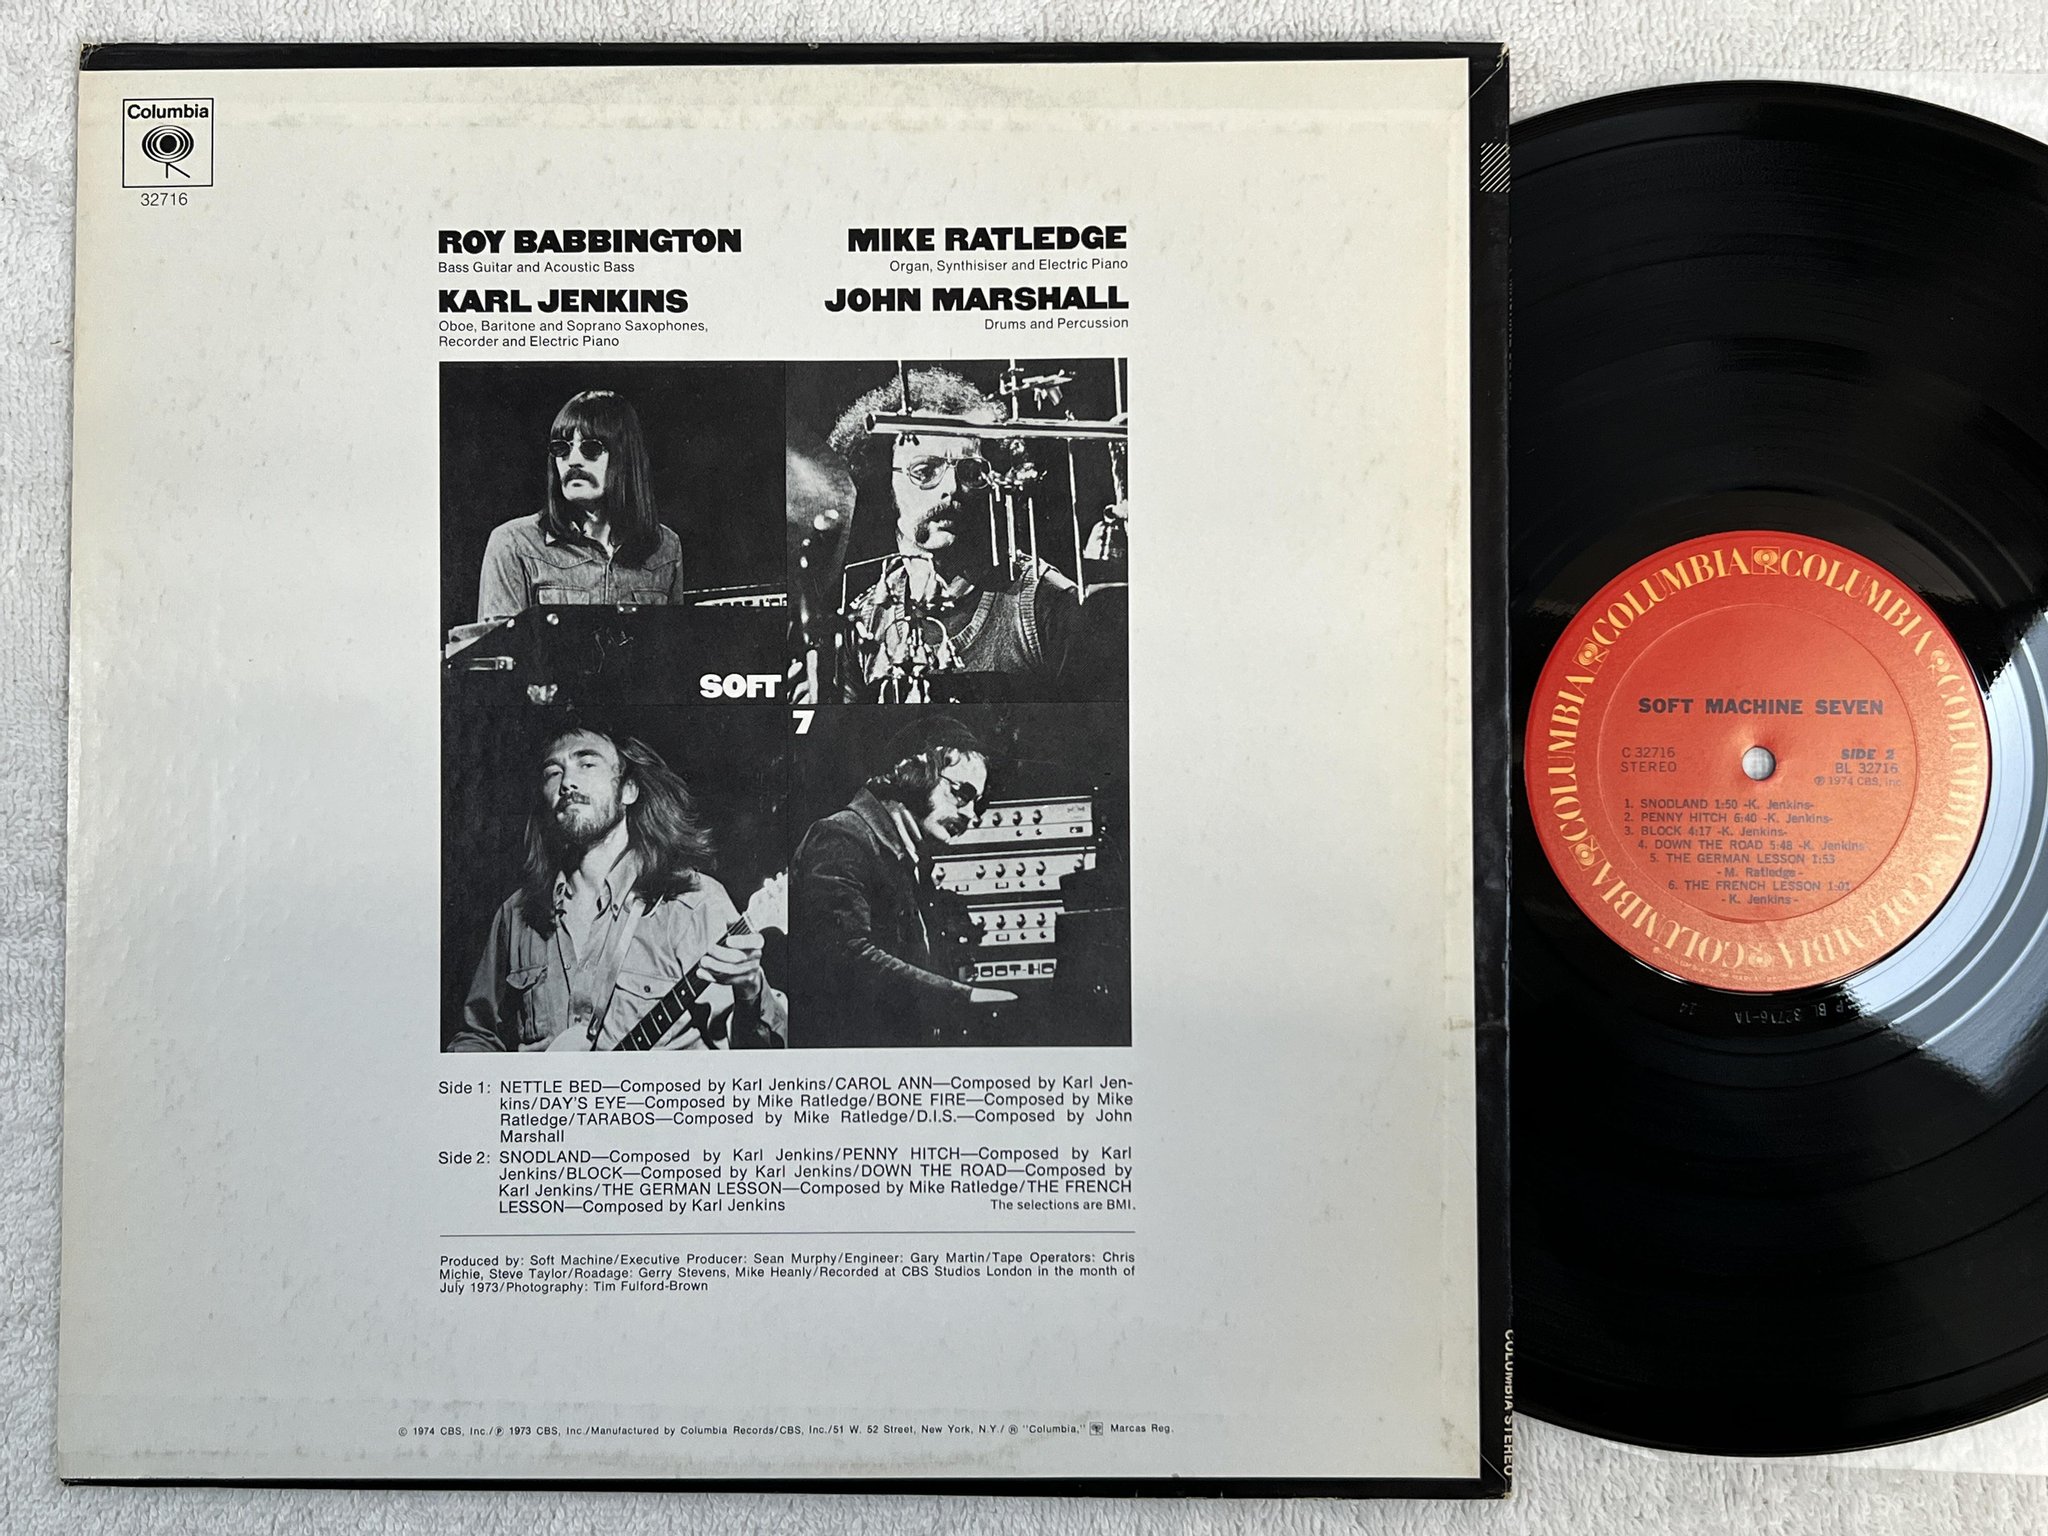 Columbia
32716
ROY BABBINGTON
Bass Guitar and Acoustic Bass
KARL JENKINS
Oboe, Baritone and Soprano Saxophones,
Recorder and Electric Piano
MIKE RATLEDGE
Organ, Synthisiser and Electric Piano
JOHN MARSHALL
Drums and Percussion
SOFT
7
Side 1: NETTLE BED—Composed by Karl Jenkins/CAROL ANN—Composed by Karl Jen-
kins/DAY'S EYE—Composed by Mike Ratledge/BONE FIRE—Composed by Mike
Ratledge/TARABOS—Composed by Mike Ratledge/D.I.S.—Composed by John
Marshall
Side 2: SNODLAND—Composed by Karl Jenkins/PENNY HITCH—Composed by Karl
Jenkins/BLOCK—Composed by Karl Jenkins/DOWN THE ROAD—Composed by
Karl Jenkins/THE GERMAN LESSON—Composed by Mike Ratledge/THE FRENCH
LESSON—Composed by Karl Jenkins The selections are BMI.
Produced by: Soft Machine/Executive Producer: Sean Murphy/Engineer: Gary Martin/Tape Operators: Chris
Michie, Steve Taylor/Roadage: Gerry Stevens, Mike Heanly/Recorded at CBS Studios London in the month of
July 1973/Photography: Tim Fulford-Brown
© 1974 CBS, Inc./℗ 1973 CBS, Inc./Manufactured by Columbia Records/CBS, Inc./51 W. 52 Street, New York, N.Y./® "Columbia," Marcas Reg.
COLUMBIA STEREO
COLUMBIA COLUMBIA COLUMBIA COLUMBIA COLUMBIA COLUMBIA COLUMBIA
SOFT MACHINE SEVEN
C 32716
STEREO
SIDE 2
BL 32716
℗ 1974 CBS, Inc.
1. SNODLAND 1:50 -K. Jenkins-
2. PENNY HITCH 6:40 -K. Jenkins-
3. BLOCK 4:17 -K. Jenkins-
4. DOWN THE ROAD 5:48 -K. Jenkins
5. THE GERMAN LESSON 1:53
-M. Ratledge-
6. THE FRENCH LESSON 1:01
-K. Jenkins-
P BL 32716-1A